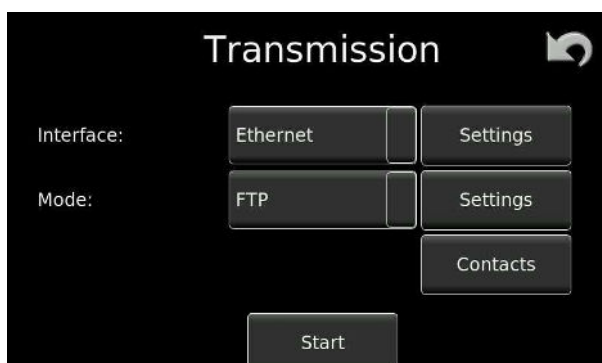 Transmission
Interface: Ethernet Settings
Mode: FTP Settings
Contacts
Start